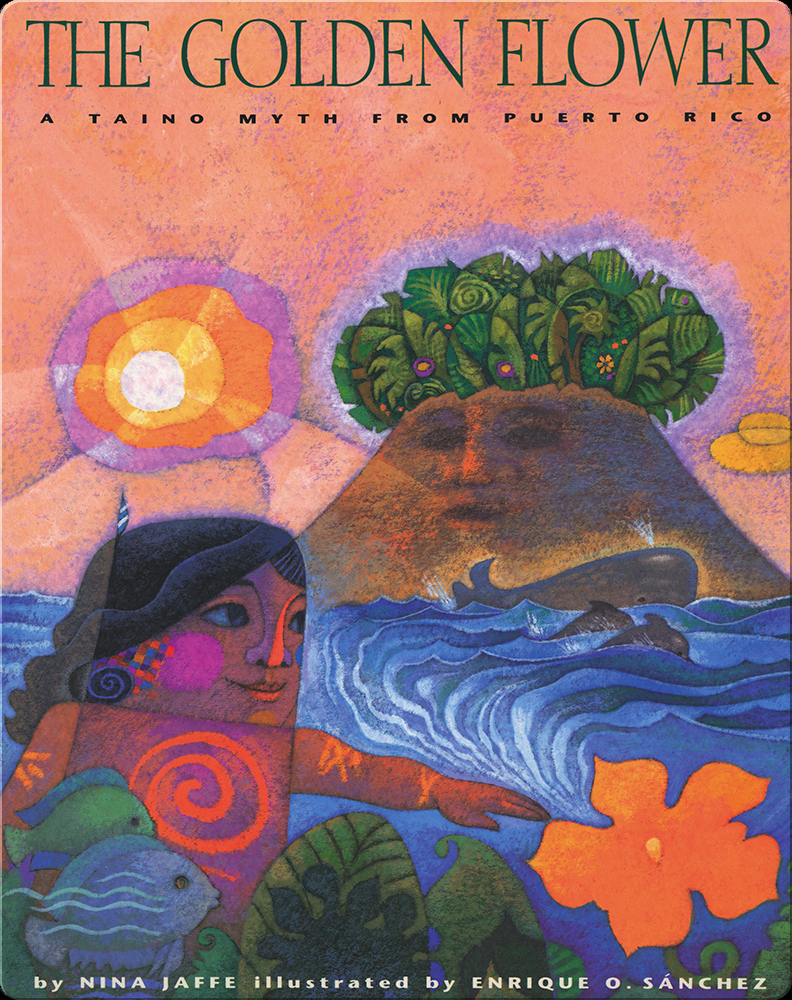 THE GOLDEN FLOWER
A TAINO MYTH FROM PUERTO RICO
by NINA JAFFE illustrated by ENRIQUE O. SÁNCHEZ